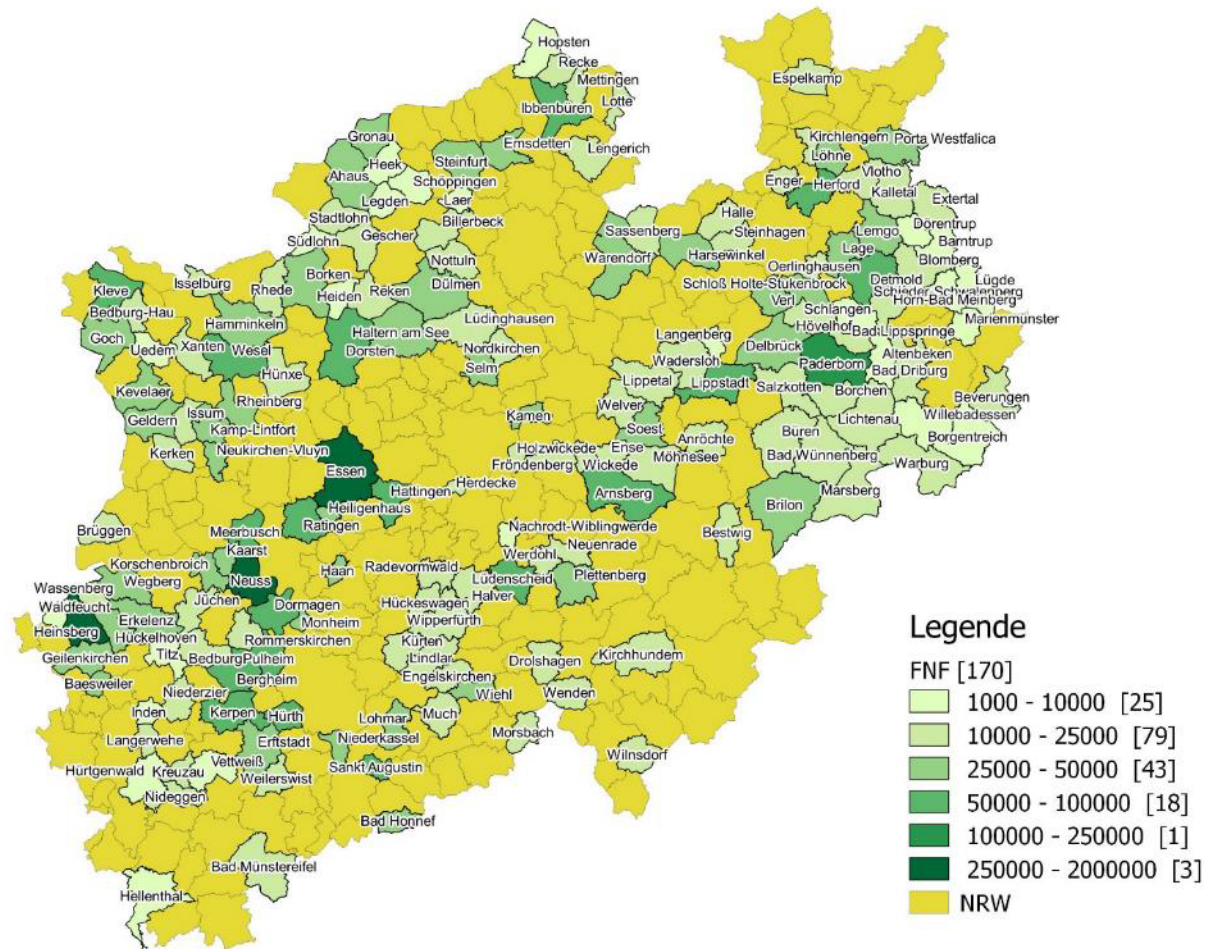 Hopsten
Recke
Mettingen
Espelkamp
Ibbenbüren
Lotte
Gronau
Kirchlengern
Porta Westfalica
Emsdetten
Lengerich
Löhne
Heek
Steinfurt
Vlotho
Ahaus
Enger
Herford
Schöppingen
Kalletal
Legden
Laer
Halle
Extertal
Stadtlohn
Billerbeck
Sassenberg
Dörentrup
Steinhagen
Lemgo
Südlohn
Gescher
Barntrup
Warendorf
Harsewinkel
Lage
Nottuln
Blomberg
Oerlinghausen
Borken
Isselburg
Detmold
Lügde
Kleve
Rhede
Reken
Dülmen
Schloß Holte-Stukenbrock
Schieder-Schwalenberg
Heiden
Verl
Horn-Bad Meinberg
Bedburg-Hau
Schlangen
Marienmünster
Hamminkeln
Lüdinghausen
Hövelhof
Bad Lippspringe
Goch
Haltern am See
Langenberg
Xanten
Wesel
Dorsten
Nordkirchen
Delbrück
Altenbeken
Uedem
Wadersloh
Paderborn
Bad Driburg
Selm
Hünxe
Lippetal
Lippstadt
Salzkotten
Borchen
Kevelaer
Rheinberg
Beverungen
Welver
Issum
Lichtenau
Willebadessen
Geldern
Kamen
Kamp-Lintfort
Soest
Büren
Anröchte
Borgentreich
Neukirchen-Vluyn
Holzwickede
Ense
Kerken
Möhnesee
Bad Wünnenberg
Essen
Fröndenberg
Wickede
Warburg
Herdecke
Hattingen
Arnsberg
Marsberg
Heiligenhaus
Brilon
Ratingen
Brüggen
Nachrodt-Wiblingwerde
Bestwig
Meerbusch
Kaarst
Neuenrade
Werdohl
Korschenbroich
Haan
Radevormwald
Wassenberg
Wegberg
Neuss
Lüdenscheid
Plettenberg
Waldfeucht
Jüchen
Dormagen
Hückeswagen
Halver
Erkelenz
Monheim
Wipperfürth
Heinsberg
Hückelhoven
Rommerskirchen
Kürten
Geilenkirchen
Titz
Bedburg
Pulheim
Lindlar
Drolshagen
Kirchhundem
Baesweiler
Bergheim
Engelskirchen
Niederzier
Wiehl
Wenden
Inden
Kerpen
Hürth
Lohmar
Much
Langerwehe
Morsbach
Erftstadt
Niederkassel
Wilnsdorf
Hürtgenwald
Kreuzau
Vettweiß
Sankt Augustin
Weilerswist
Nideggen
Bad Honnef
Bad Münstereifel
Hellenthal
Legende
FNF [170]
1000 - 10000 [25]
10000 - 25000 [79]
25000 - 50000 [43]
50000 - 100000 [18]
100000 - 250000 [1]
250000 - 2000000 [3]
NRW